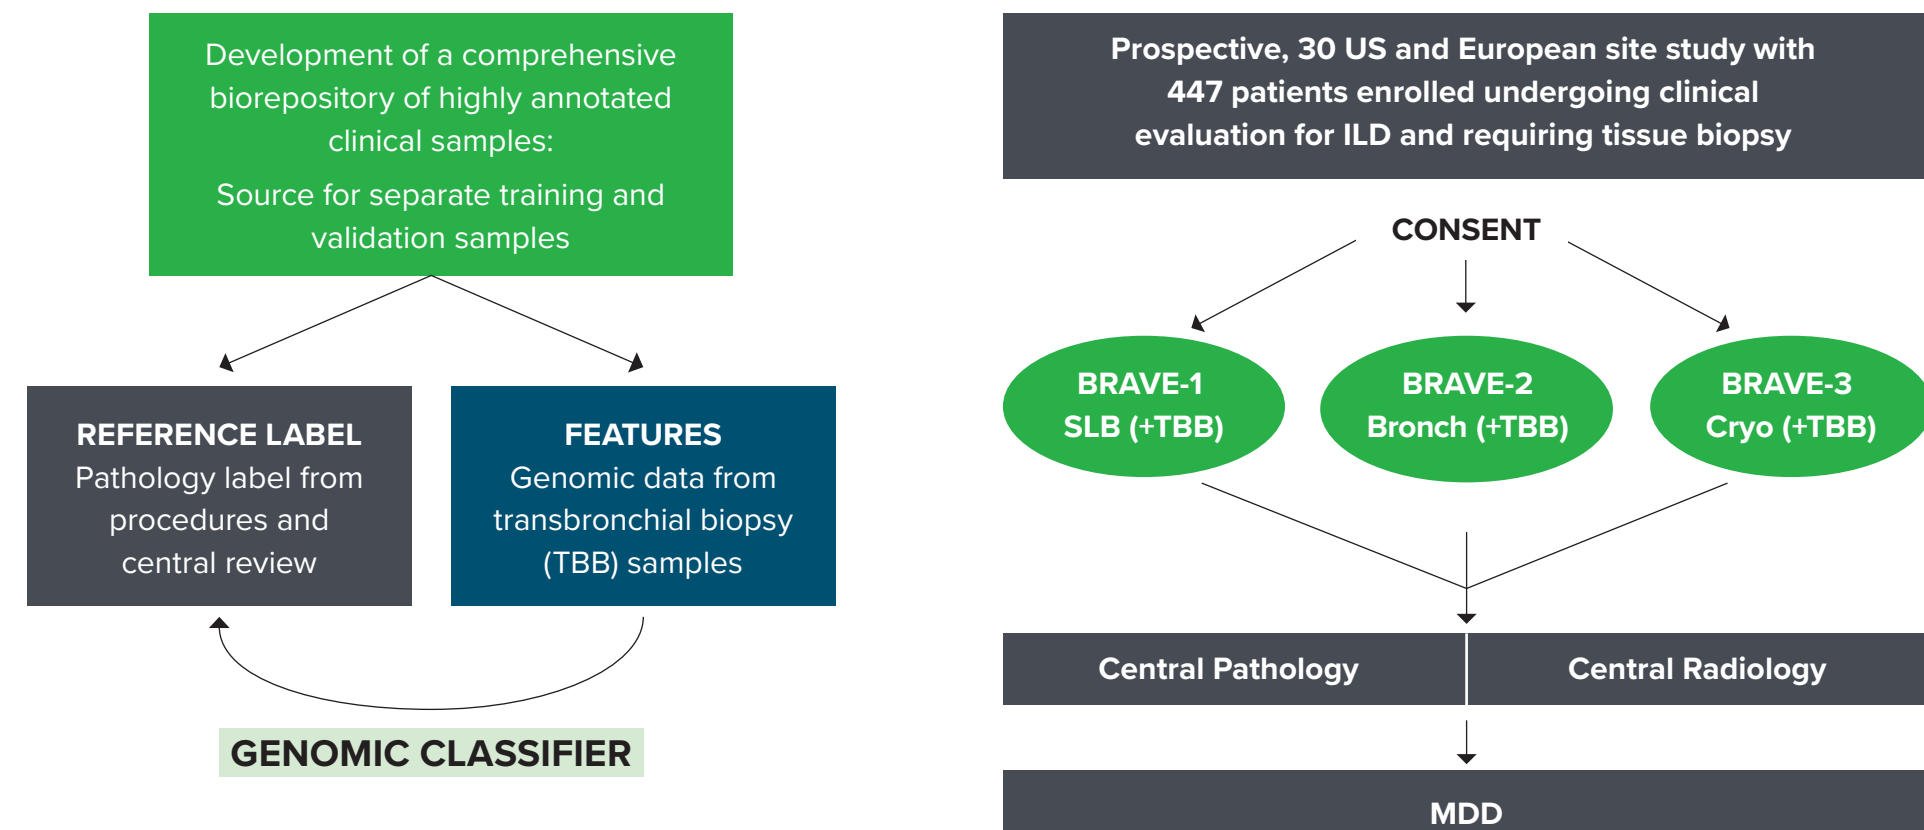 Development of a comprehensive
biorepository of highly annotated
clinical samples:
Source for separate training and
validation samples
REFERENCE LABEL
Pathology label from
procedures and
central review
FEATURES
Genomic data from
transbronchial biopsy
(TBB) samples
GENOMIC CLASSIFIER
Prospective, 30 US and European site study with
447 patients enrolled undergoing clinical
evaluation for ILD and requiring tissue biopsy
CONSENT
BRAVE-1
SLB (+TBB)
BRAVE-2
Bronch (+TBB)
BRAVE-3
Cryo (+TBB)
Central Pathology
Central Radiology
MDD